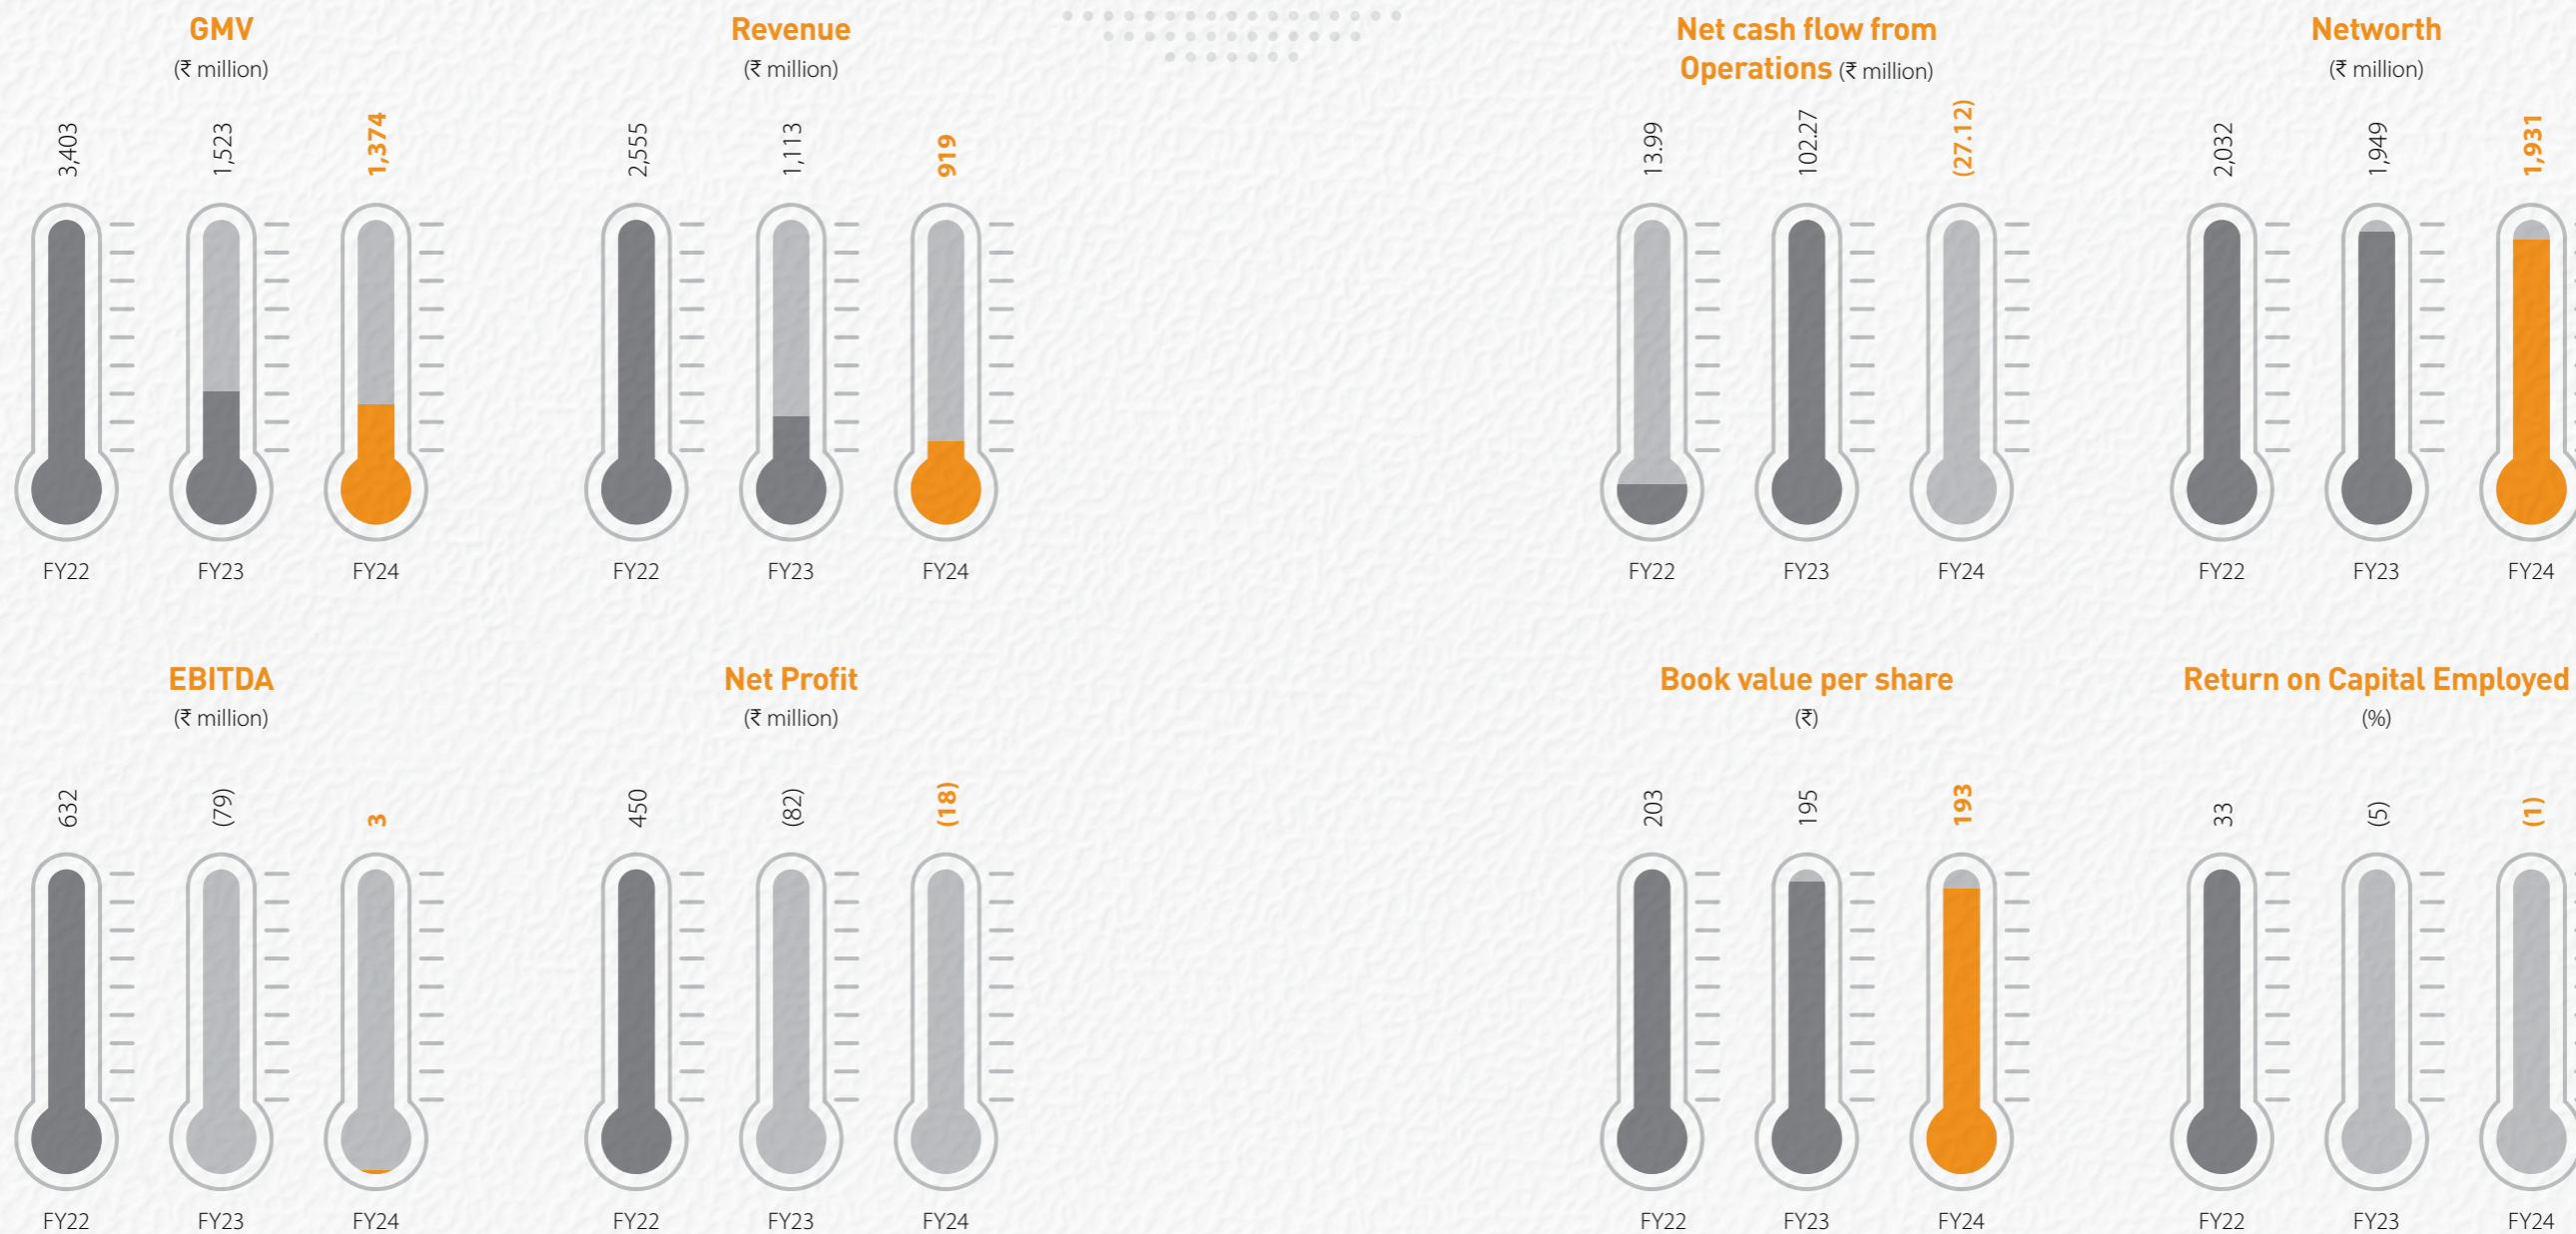 GMV
(₹ million)
3,403
1,523
1,374
FY22
FY23
FY24
Revenue
(₹ million)
2,555
1,113
919
FY22
FY23
FY24
Net cash flow from
Operations (₹ million)
13.99
102.27
(27.12)
FY22
FY23
FY24
Networth
(₹ million)
2,032
1,949
1,931
FY22
FY23
FY24
EBITDA
(₹ million)
632
(79)
3
FY22
FY23
FY24
Net Profit
(₹ million)
450
(82)
(18)
FY22
FY23
FY24
Book value per share
(₹)
203
195
193
FY22
FY23
FY24
Return on Capital Employed
(%)
33
(5)
(1)
FY22
FY23
FY24